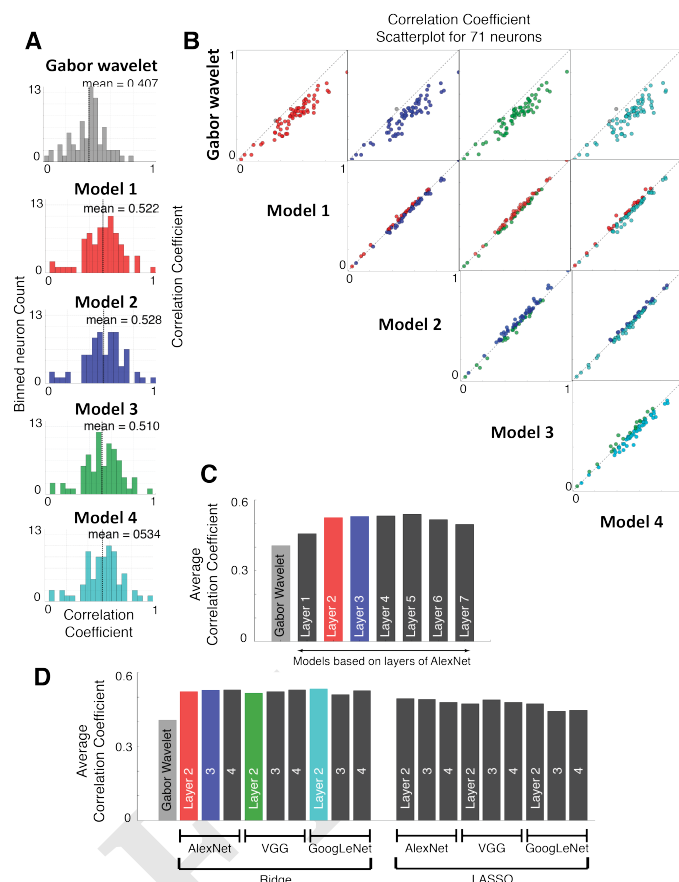 A
Gabor wavelet
mean = 0.407
13
0
0
1
Model 1
mean = 0.522
13
0
0
1
Model 2
mean = 0.528
13
0
0
1
Model 3
mean = 0.510
13
0
0
1
Model 4
mean = 0534
13
0
0
1
Binned neuron Count
Correlation
Coefficient
B
Correlation Coefficient
Scatterplot for 71 neurons
Gabor wavelet
1
0
0
1
Correlation Coefficient
Model 1
0
0
1
Model 2
0
0
1
Model 3
0
0
Model 4
C
Average
Correlation Coefficient
0.6
0.3
0
Gabor Wavelet
Layer 1
Layer 2
Layer 3
Layer 4
Layer 5
Layer 6
Layer 7
Models based on layers of AlexNet
D
Average
Correlation Coefficient
0.6
0.3
0
Gabor Wavelet
Layer 2
3
4
Layer 2
3
4
Layer 2
3
4
Layer 2
3
4
Layer 2
3
4
Layer 2
3
4
AlexNet
VGG
GoogLeNet
AlexNet
VGG
GoogLeNet
Ridge
LASSO